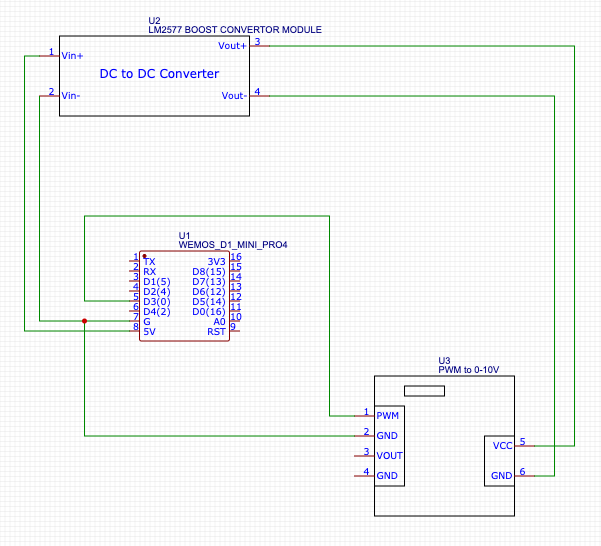 U2
LM2577 BOOST CONVERTOR MODULE
1 Vin+ Vout+ 3
DC to DC Converter
2 Vin- Vout- 4
U1
WEMOS_D1_MINI_PRO4
1 TX 3V3 16
2 RX D8(15) 15
3 D1(5) D7(13) 14
4 D2(4) D6(12) 13
5 D3(0) D5(14) 12
6 D4(2) D0(16) 11
7 G A0 10
8 5V RST 9
U3
PWM to 0-10V
1 PWM
2 GND
VCC 5
3 VOUT
4 GND GND 6